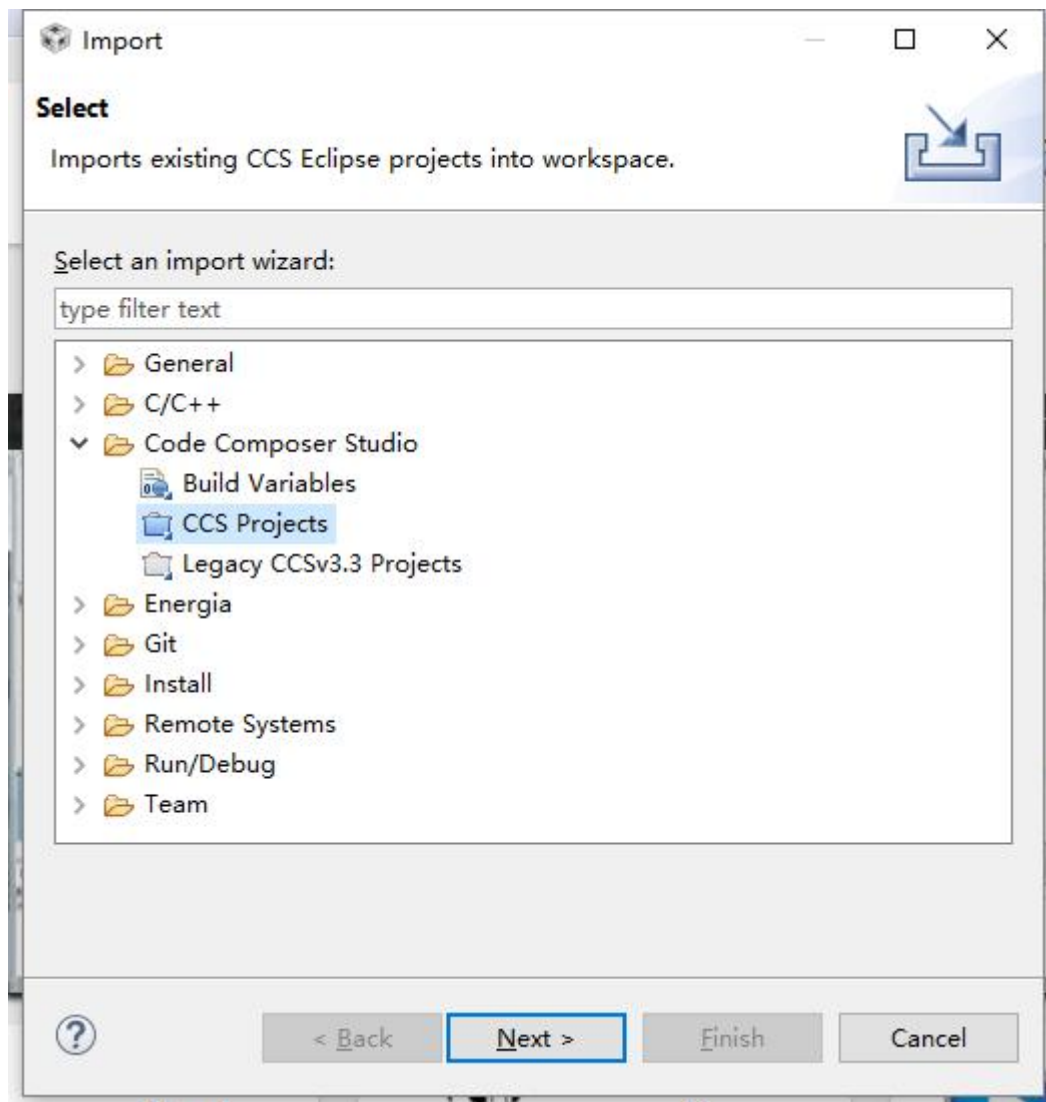 Import
Select
Imports existing CCS Eclipse projects into workspace.
Select an import wizard:
type filter text
General
C/C++
Code Composer Studio
Build Variables
CCS Projects
Legacy CCSv3.3 Projects
Energia
Git
Install
Remote Systems
Run/Debug
Team
? < Back Next > Finish Cancel